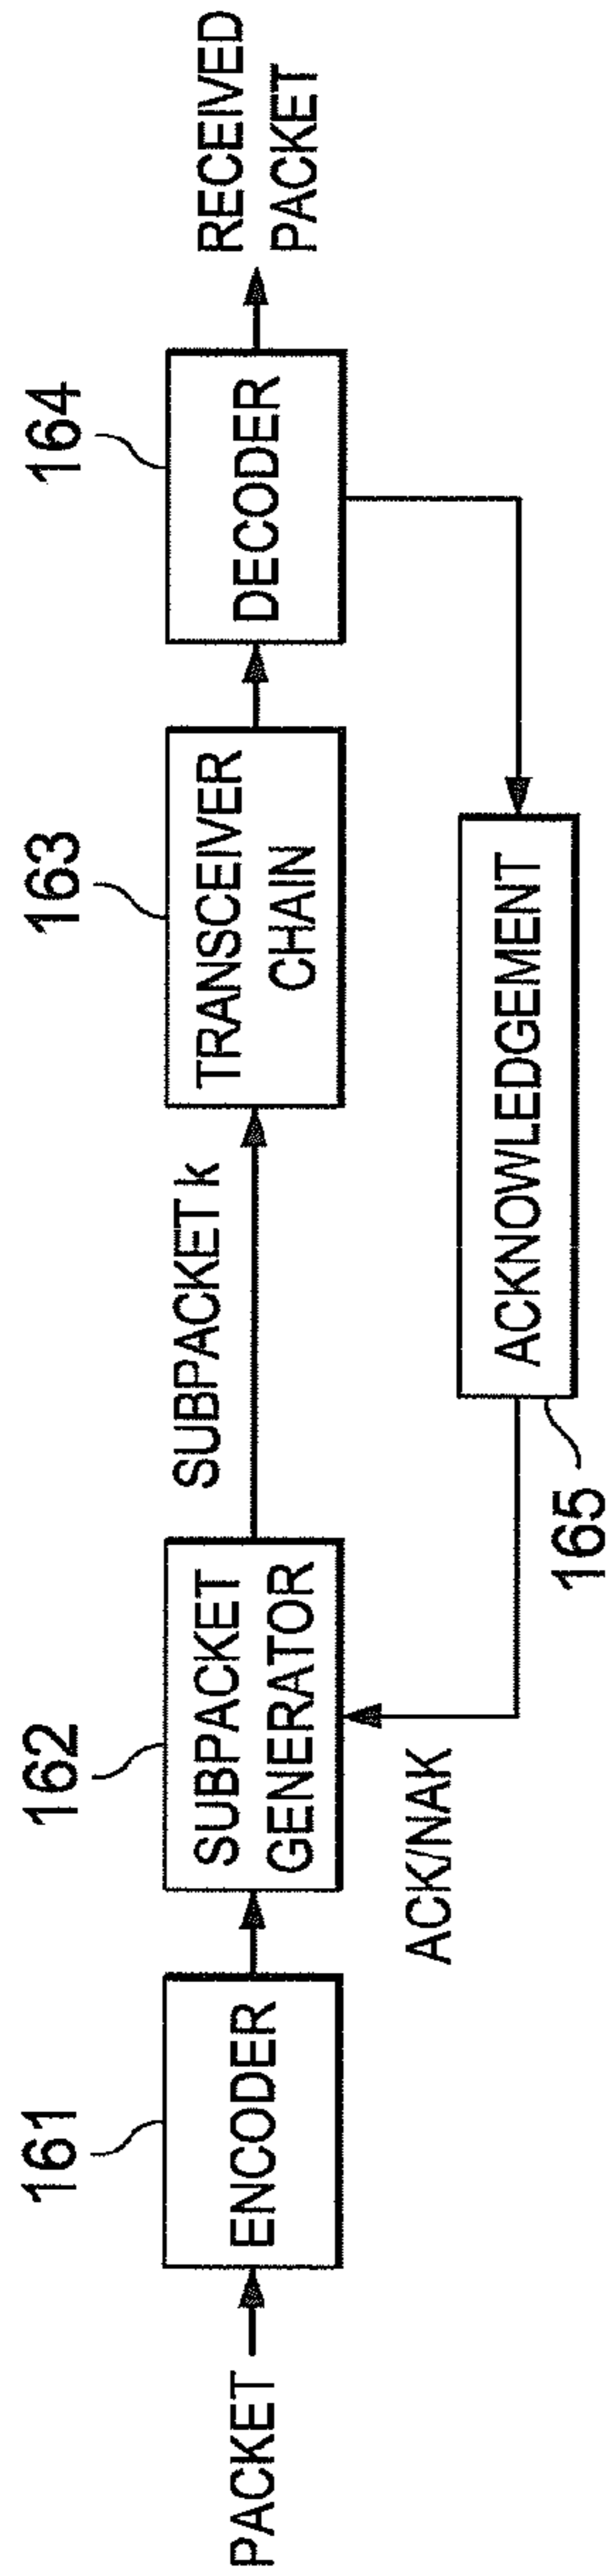 PACKET
161
ENCODER
162
SUBPACKET
GENERATOR
SUBPACKET k
163
TRANSCEIVER
CHAIN
164
DECODER
RECEIVED
PACKET
ACK/NAK
165
ACKNOWLEDGEMENT